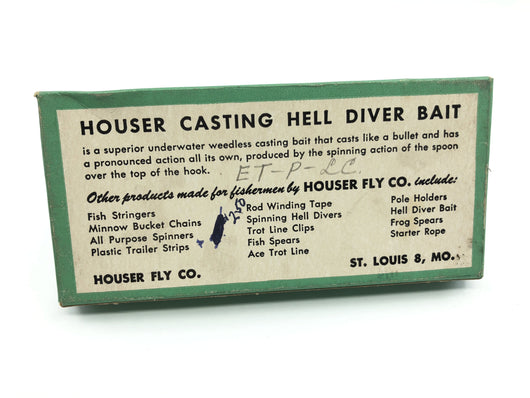 HOUSER CASTING HELL DIVER BAIT
is a superior underwater weedless casting bait that casts like a bullet and has
a pronounced action all its own, produced by the spinning action of the spoon
over the top of the hook.
ET-P-LC.
Other products made for fishermen by HOUSER FLY CO. include:
Fish Stringers
Minnow Bucket Chains
All Purpose Spinners
Plastic Trailer Strips
250
Rod Winding Tape
Spinning Hell Divers
Trot Line Clips
Fish Spears
Ace Trot Line
Pole Holders
Hell Diver Bait
Frog Spears
Starter Rope
HOUSER FLY CO.
ST. LOUIS 8, MO.